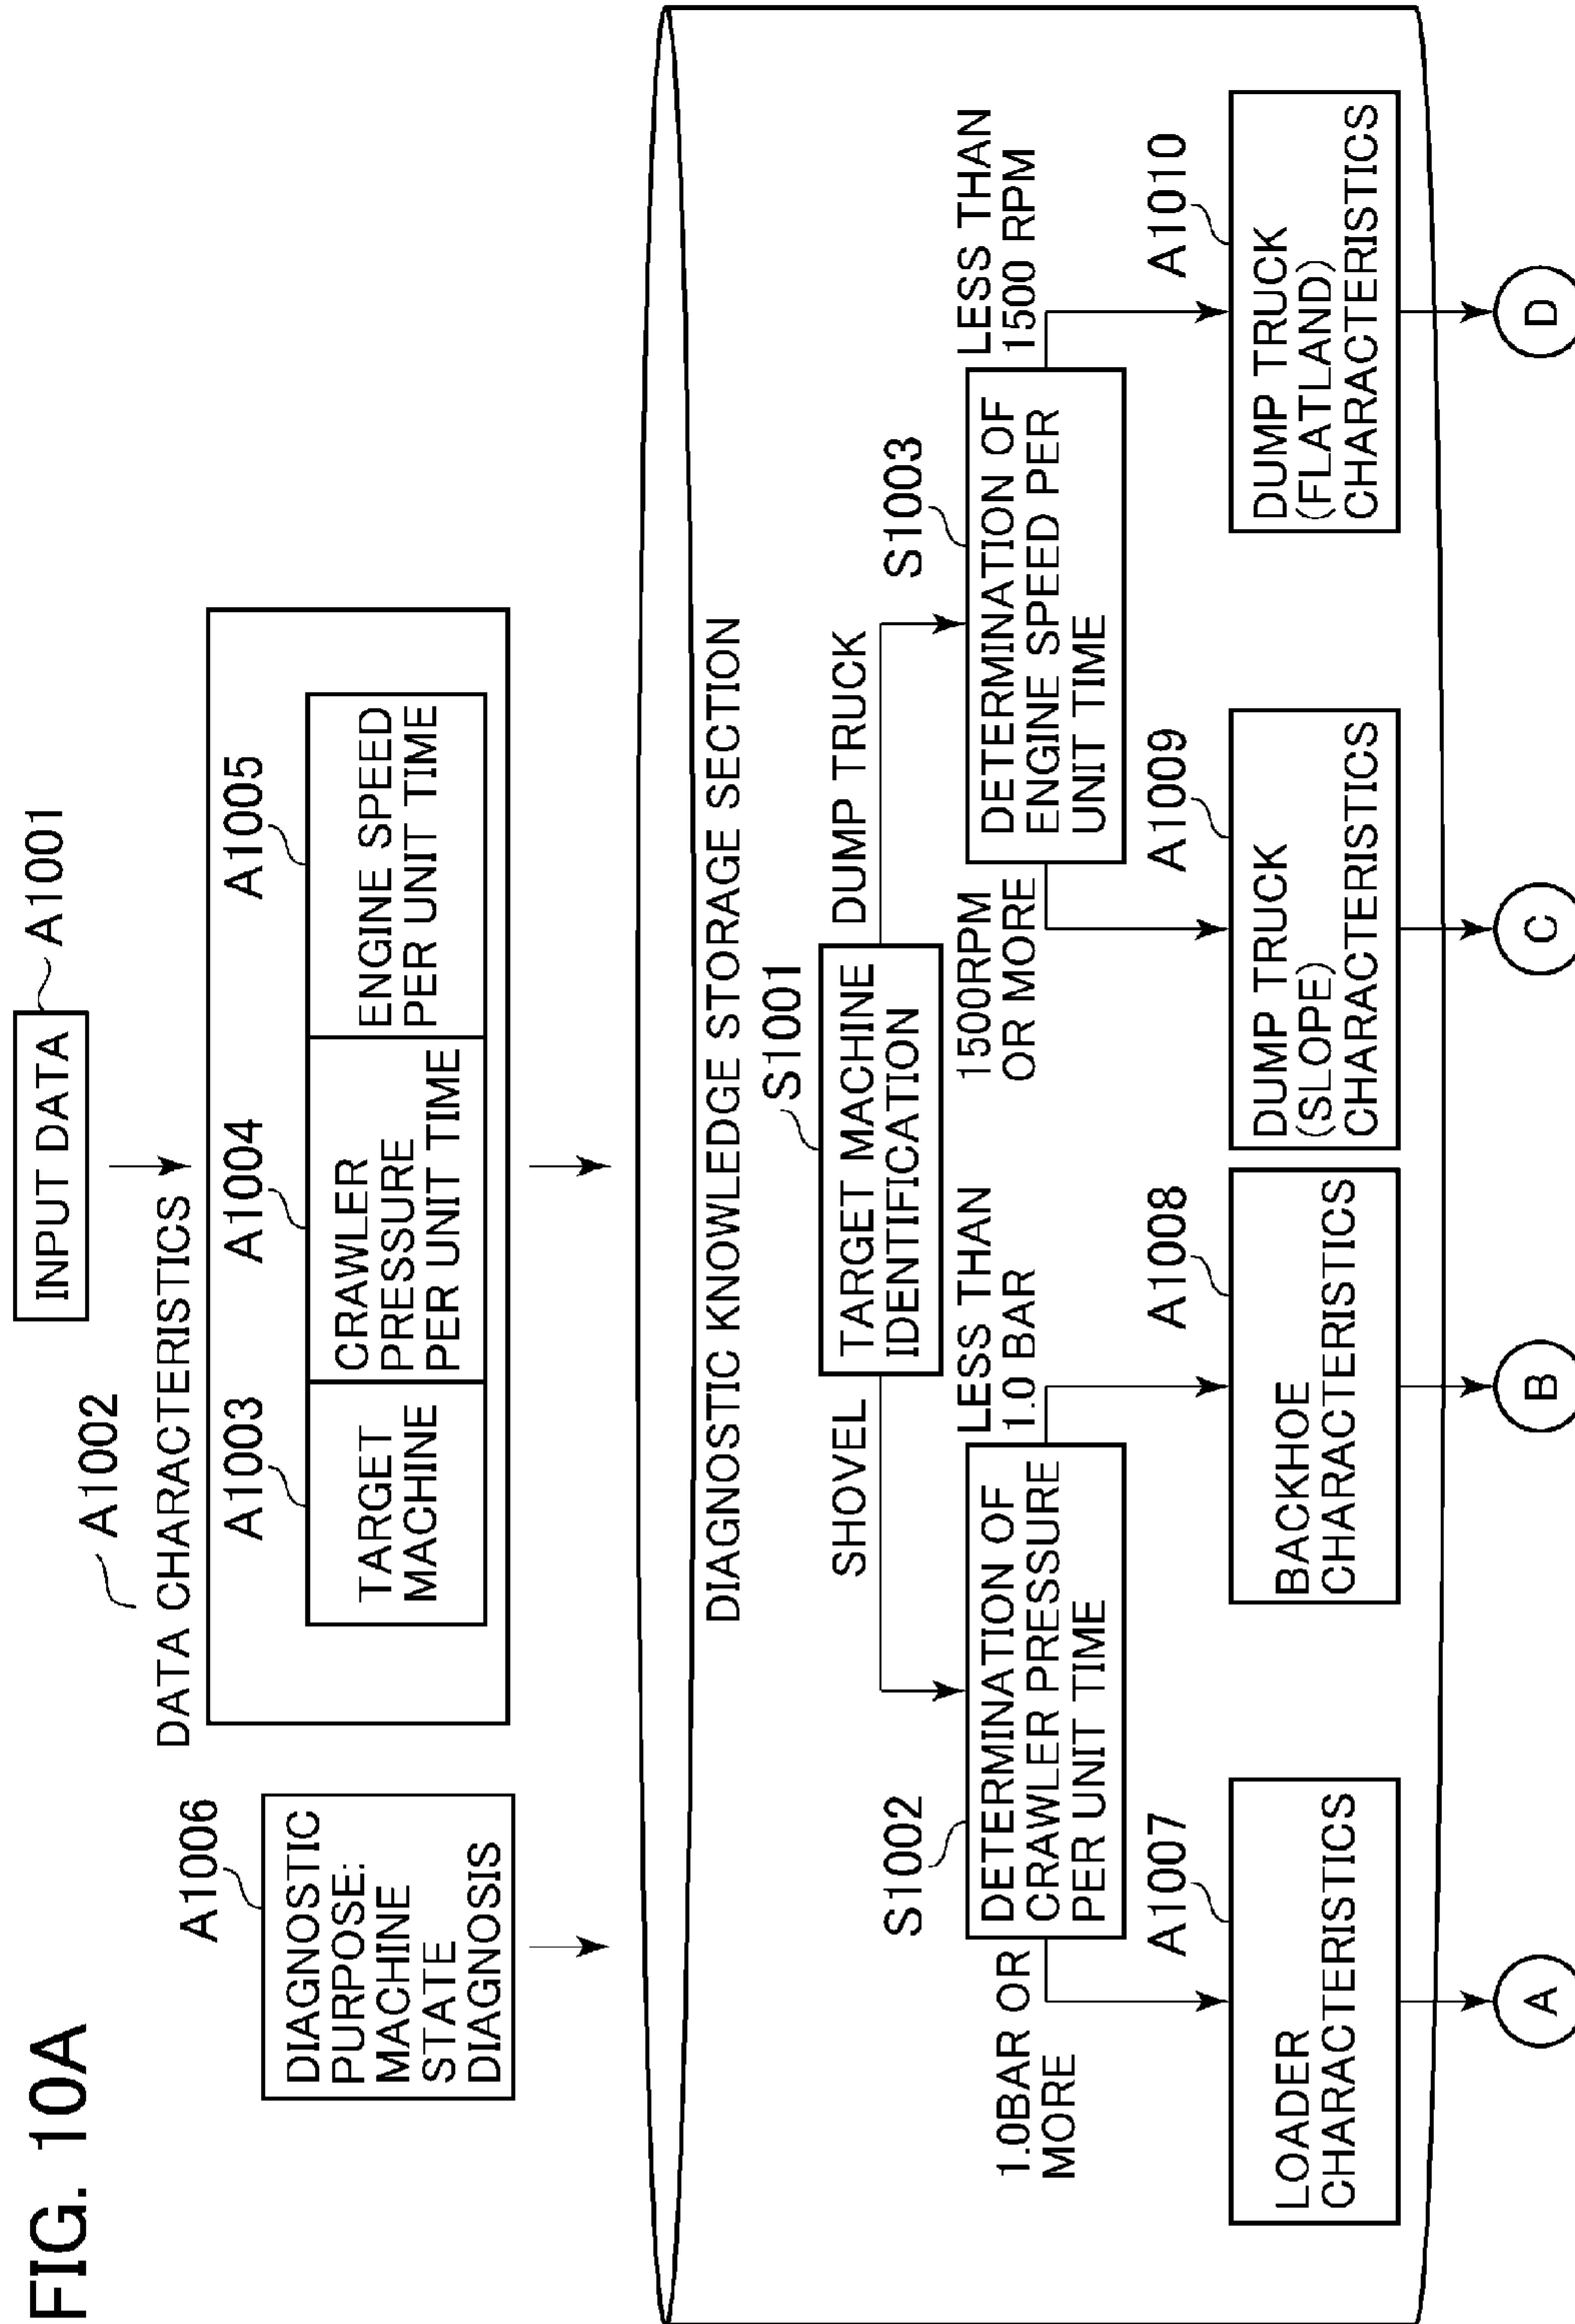 FIG. 10A
INPUT DATA
A1001
A1002
DATA CHARACTERISTICS
A1006
DIAGNOSTIC
PURPOSE:
MACHINE
STATE
DIAGNOSIS
A1003
TARGET
MACHINE
A1004
CRAWLER
PRESSURE
PER UNIT TIME
A1005
ENGINE SPEED
PER UNIT TIME
DIAGNOSTIC KNOWLEDGE STORAGE SECTION
S1001
TARGET MACHINE
IDENTIFICATION
SHOVEL
DUMP TRUCK
S1002
DETERMINATION OF
CRAWLER PRESSURE
PER UNIT TIME
1.0BAR OR
MORE
LESS THAN
1.0 BAR
S1003
DETERMINATION OF
ENGINE SPEED PER
UNIT TIME
1500RPM
OR MORE
LESS THAN
1500 RPM
A1007
LOADER
CHARACTERISTICS
A1008
BACKHOE
CHARACTERISTICS
A1009
DUMP TRUCK
(SLOPE)
CHARACTERISTICS
A1010
DUMP TRUCK
(FLATLAND)
CHARACTERISTICS
A
B
C
D